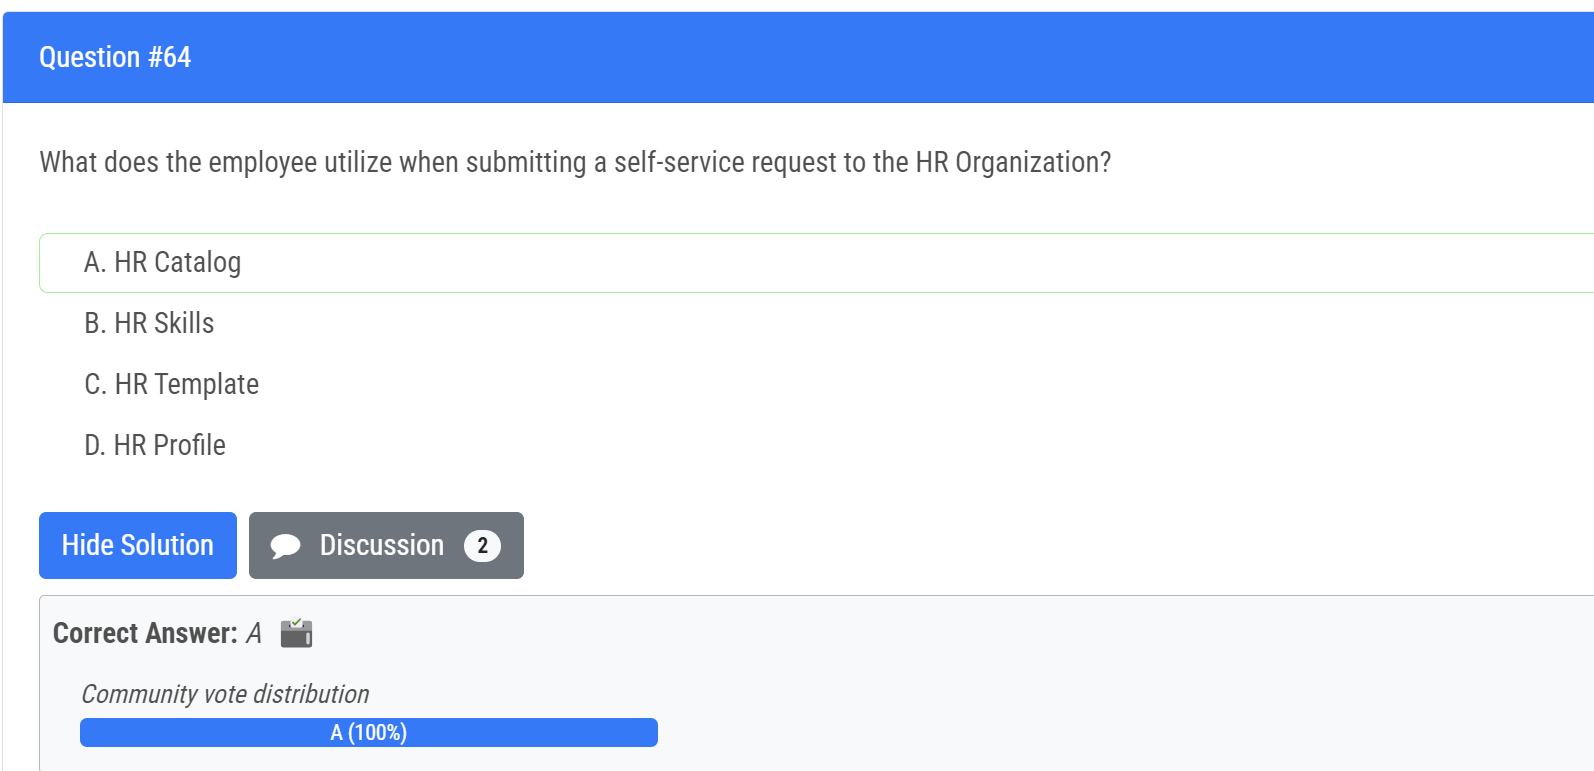 Question #64
What does the employee utilize when submitting a self-service request to the HR Organization?
A. HR Catalog
B. HR Skills
C. HR Template
D. HR Profile
Hide Solution
Discussion 2
Correct Answer: A
Community vote distribution
A (100%)